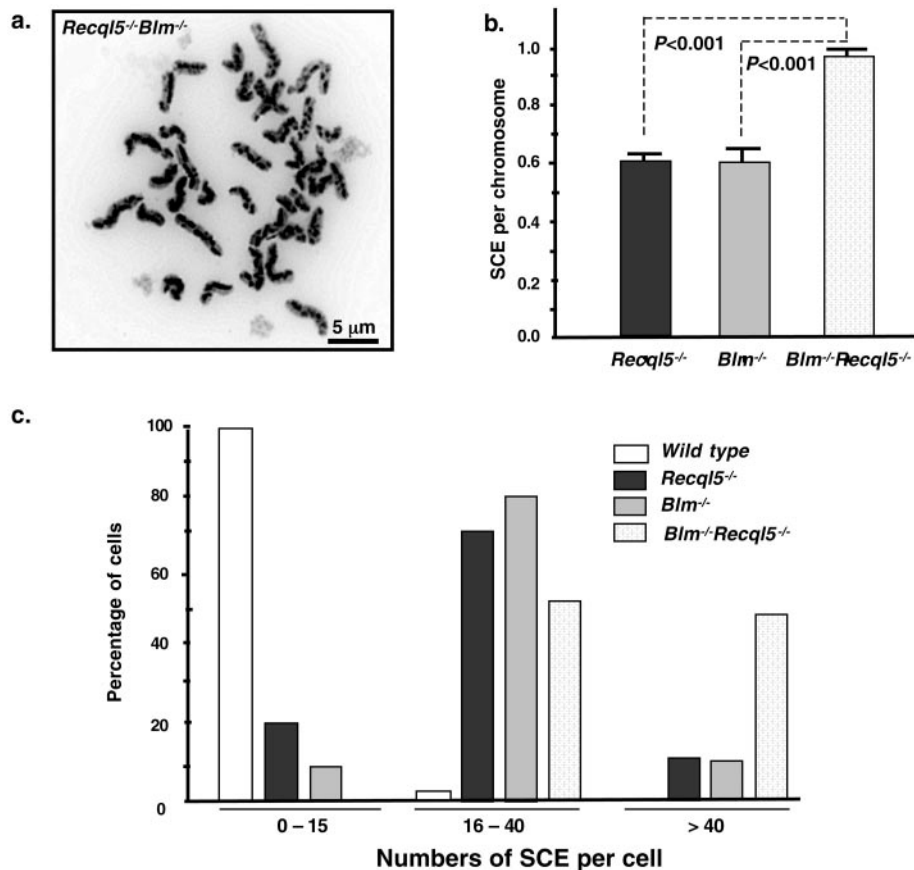 a.
Recql5-/-Blm-/-
5 μm
b.
SCE per chromosome
1.0
0.8
0.6
0.4
0.2
0.0
P<0.001
P<0.001
Recql5-/-
Blm-/-
Blm-/-Recql5-/-
c.
Percentage of cells
100
80
60
40
20
0
Wild type
Recql5-/-
Blm-/-
Blm-/-Recql5-/-
0 – 15
16 – 40
> 40
Numbers of SCE per cell